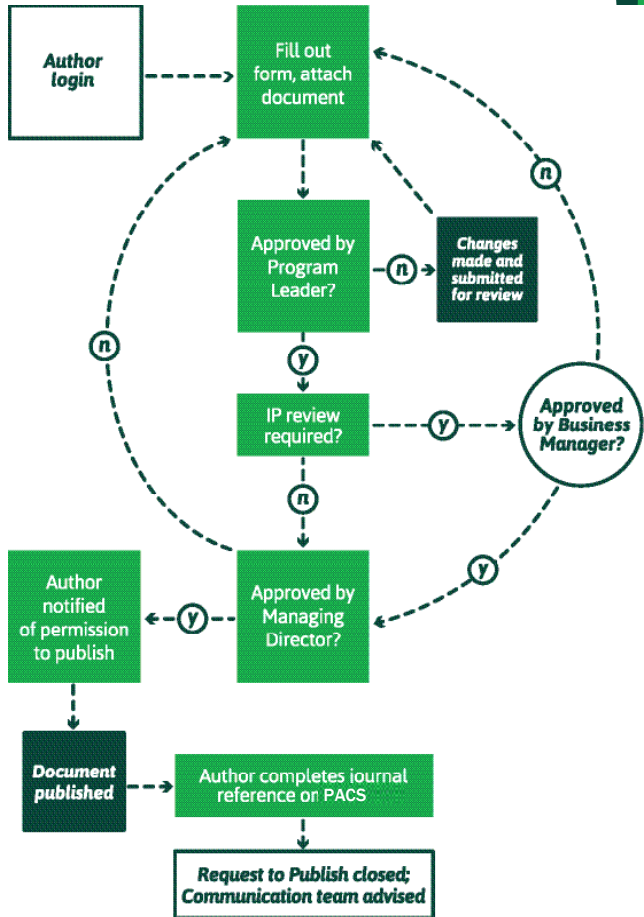 Author
login
Fill out
form, attach
document
n
Approved by
Program
Leader?
n
Changes
made and
submitted
for review
y
n
IP review
required?
y
Approved
by Business
Manager?
n
y
Author
notified
of permission
to publish
y
Approved by
Managing
Director?
Document
published
Author completes iournal
reference on PACS
Request to Publish closed;
Communication team advised